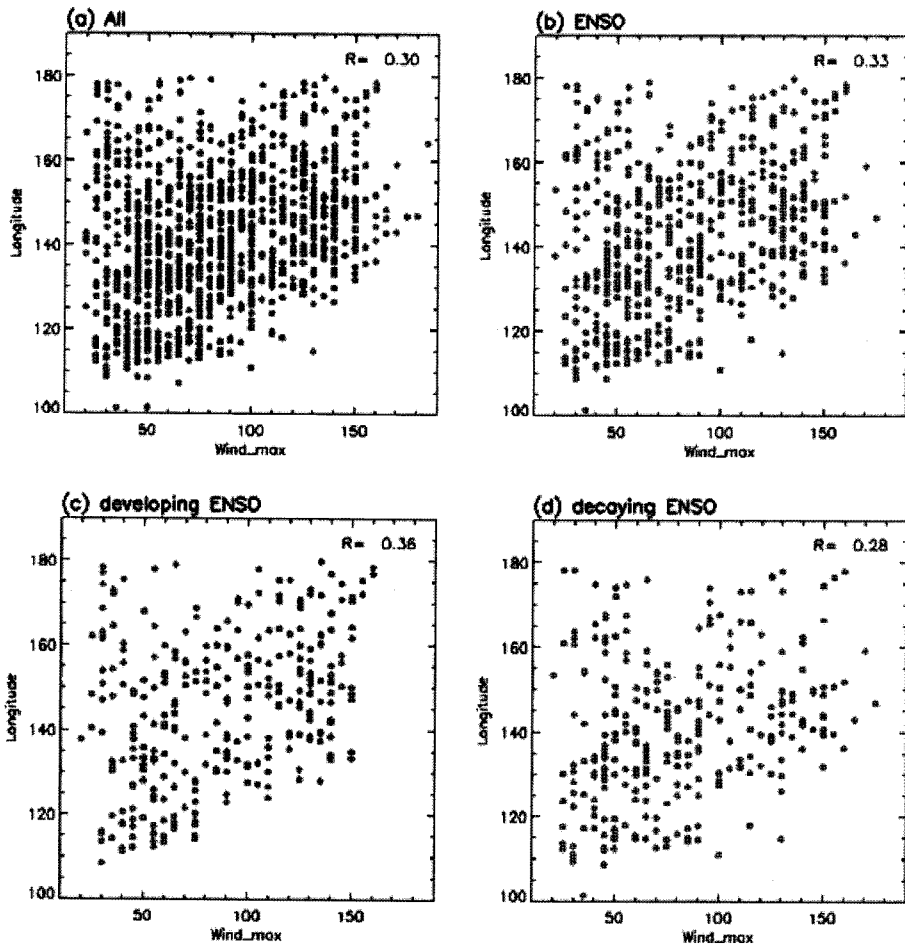 (a) All
R= 0.30
180
160
140
120
100
Longitude
50
100
150
Wind_max
(b) ENSO
R= 0.33
180
160
140
120
100
Longitude
50
100
150
Wind_max
(c) developing ENSO
R= 0.36
180
160
140
120
100
Longitude
50
100
150
Wind_max
(d) decaying ENSO
R= 0.28
180
160
140
120
100
Longitude
50
100
150
Wind_max